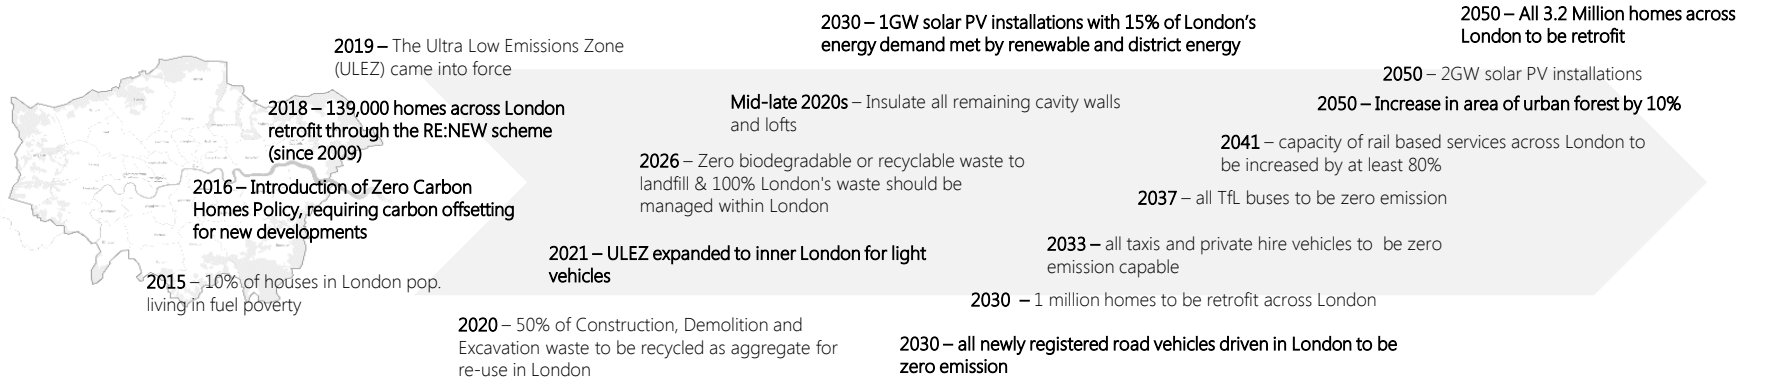 2015 – 10% of houses in London pop.
living in fuel poverty
2016 – Introduction of Zero Carbon
Homes Policy, requiring carbon offsetting
for new developments
2018 – 139,000 homes across London
retrofit through the RE:NEW scheme
(since 2009)
2019 – The Ultra Low Emissions Zone
(ULEZ) came into force
2020 – 50% of Construction, Demolition and
Excavation waste to be recycled as aggregate for
re-use in London
2021 – ULEZ expanded to inner London for light
vehicles
2026 – Zero biodegradable or recyclable waste to
landfill & 100% London's waste should be
managed within London
Mid-late 2020s – Insulate all remaining cavity walls
and lofts
2030 – 1GW solar PV installations with 15% of London's
energy demand met by renewable and district energy
2030 – all newly registered road vehicles driven in London to be
zero emission
2030 – 1 million homes to be retrofit across London
2033 – all taxis and private hire vehicles to be zero
emission capable
2037 – all TfL buses to be zero emission
2041 – capacity of rail based services across London to
be increased by at least 80%
2050 – Increase in area of urban forest by 10%
2050 – 2GW solar PV installations
2050 – All 3.2 Million homes across
London to be retrofit